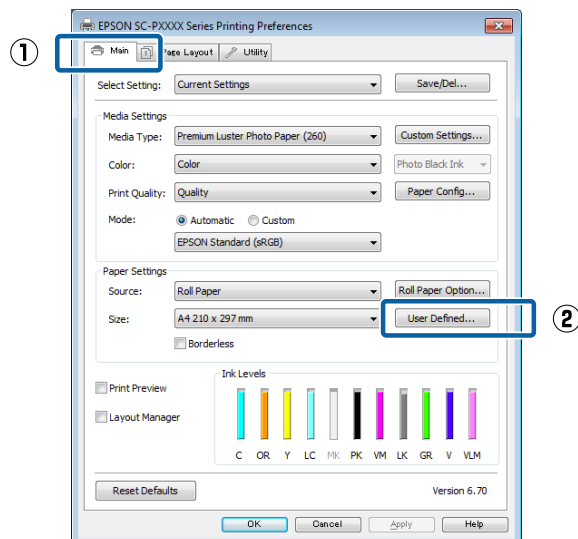 EPSON SC-PXXXX Series Printing Preferences
①
Main Page Layout Utility
Select Setting: Current Settings Save/Del...
Media Settings
Media Type: Premium Luster Photo Paper (260) Custom Settings...
Color: Color Photo Black Ink
Print Quality: Quality Paper Config...
Mode: Automatic Custom
EPSON Standard (sRGB)
Paper Settings
Source: Roll Paper Roll Paper Option...
Size: A4 210 x 297 mm User Defined...
②
Borderless
Ink Levels
Print Preview
Layout Manager
C OR Y LC MK PK VM LK GR V VLM
Reset Defaults Version 6.70
OK Cancel Apply Help